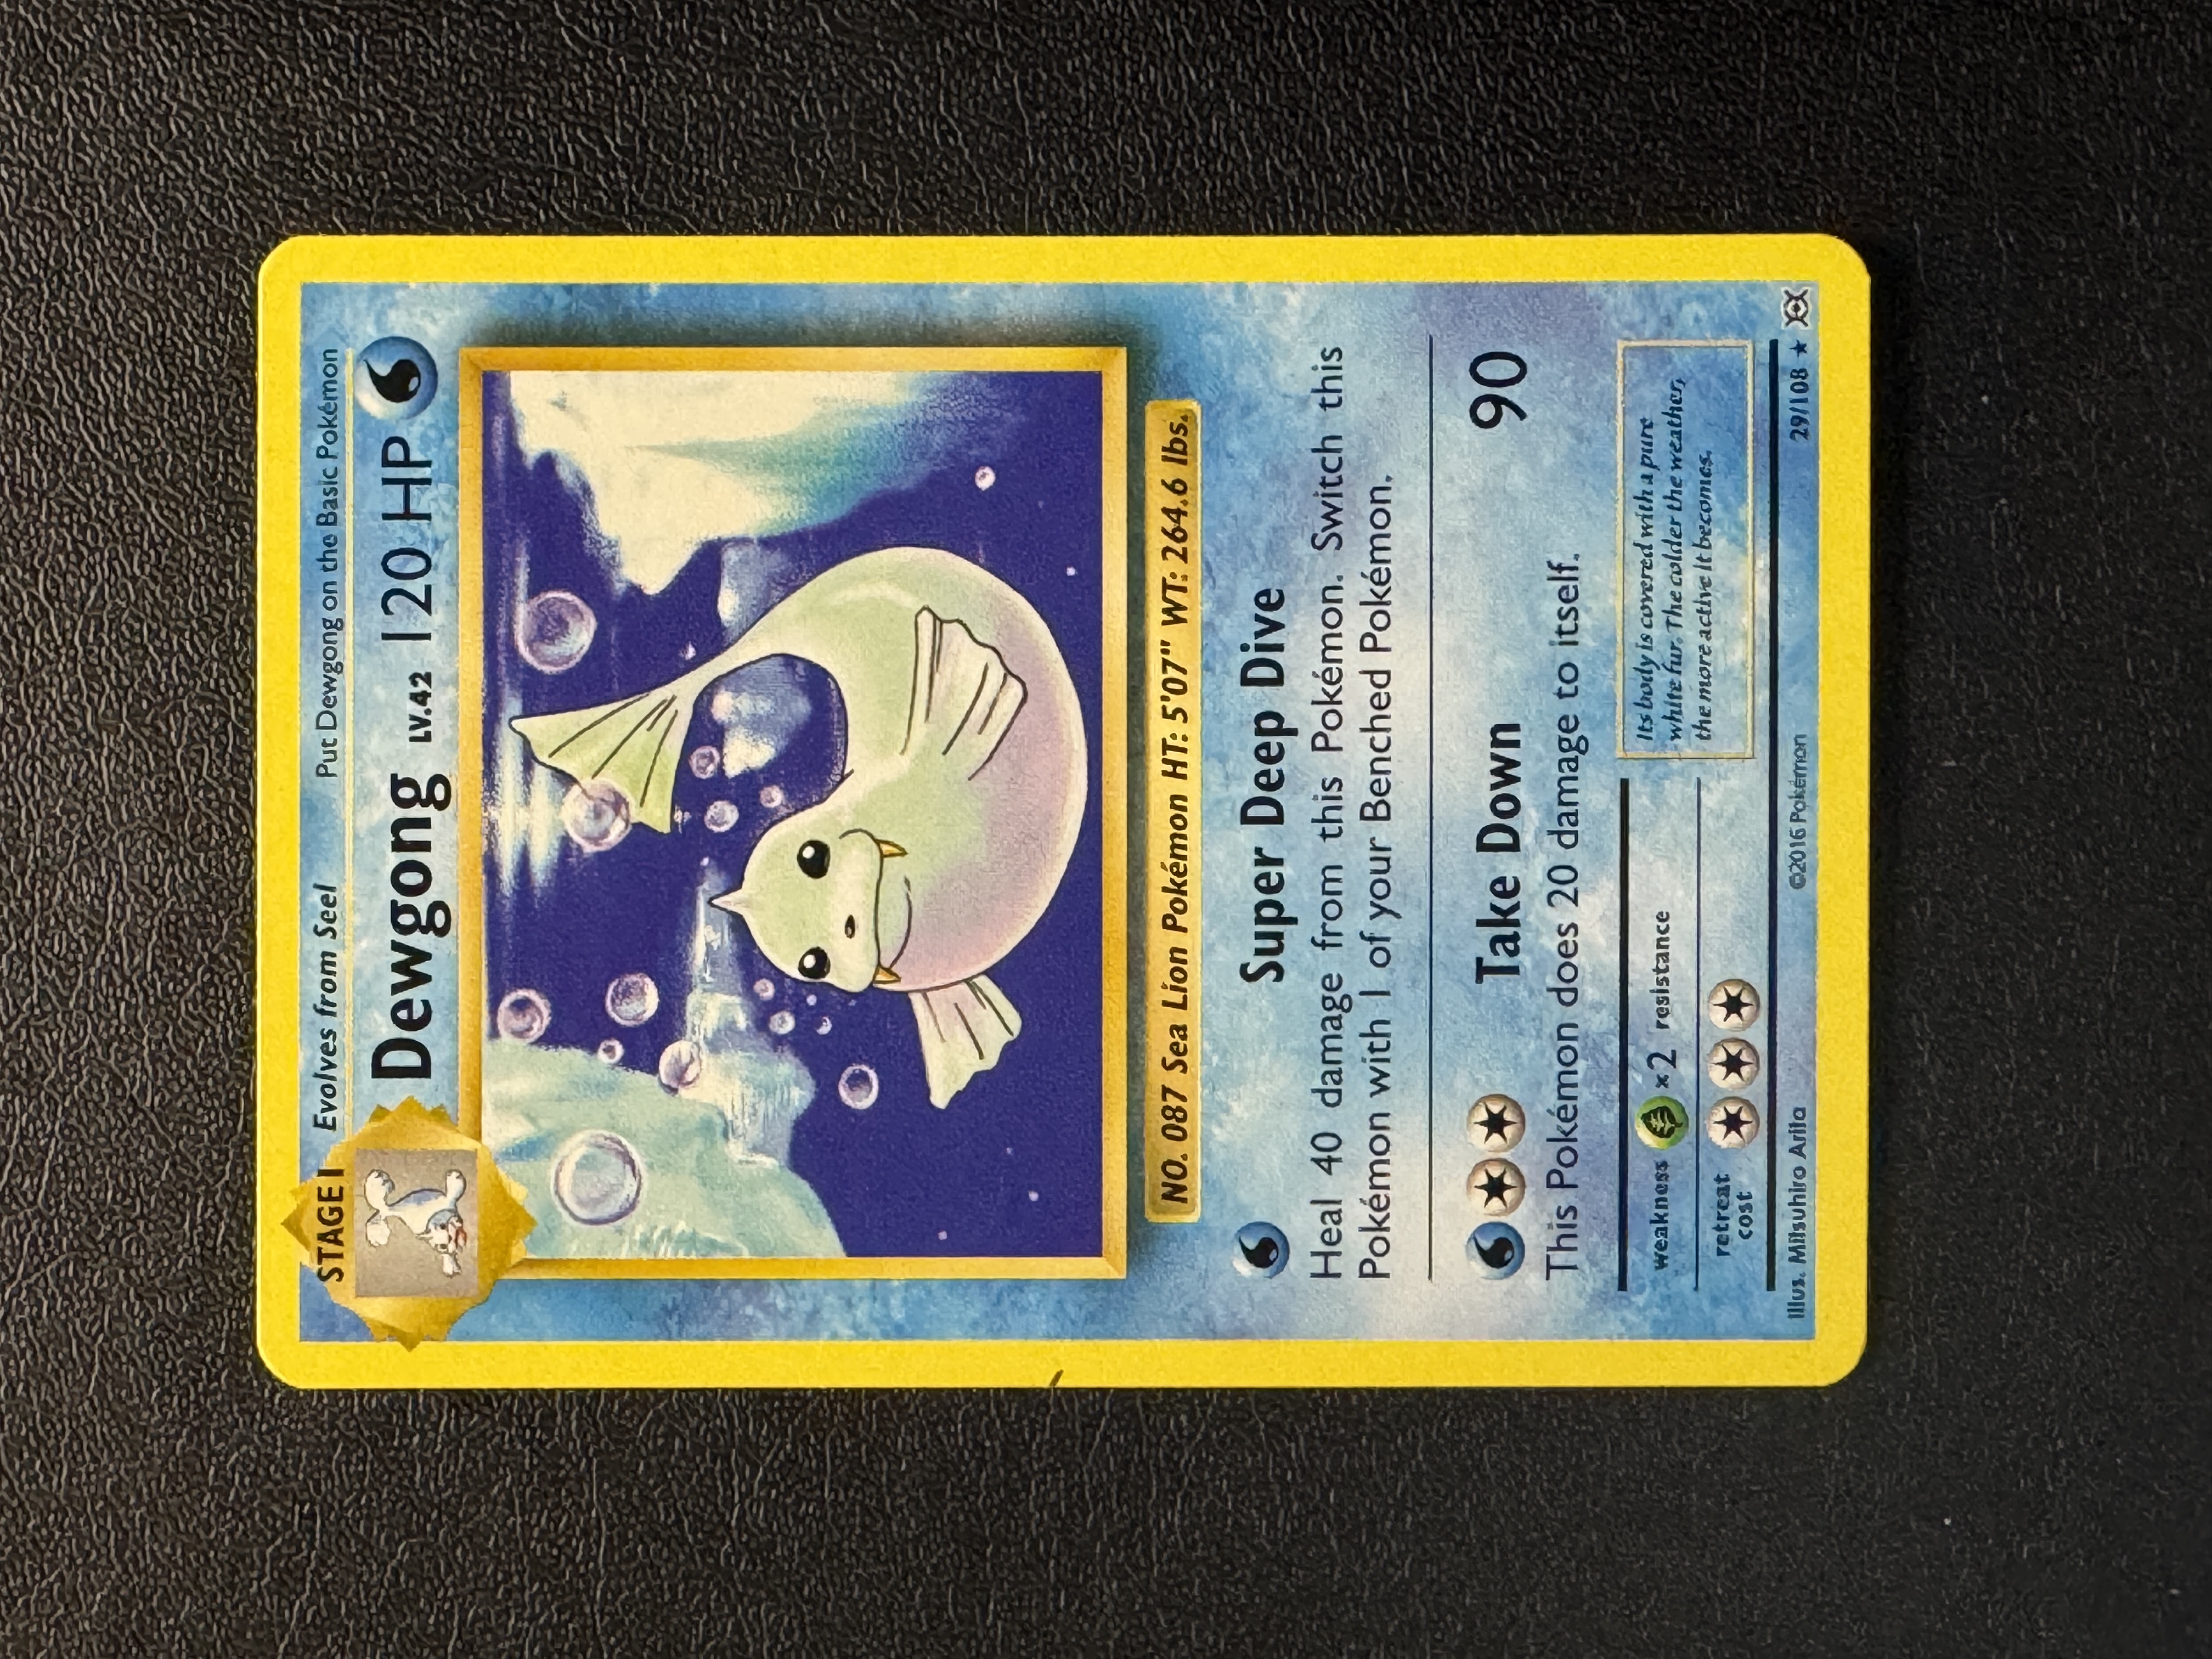 STAGE 1 Evolves from Seel Put Dewgong on the Basic Pokémon
Dewgong LV.42 120 HP
NO. 087 Sea Lion Pokémon HT: 5'07" WT: 264.6 lbs.
Super Deep Dive
Heal 40 damage from this Pokémon. Switch this
Pokémon with 1 of your Benched Pokémon.
Take Down 90
This Pokémon does 20 damage to itself.
weakness ×2 resistance
retreat
cost
Its body is covered with a pure
white fur. The colder the weather,
the more active it becomes.
Illus. Mitsuhiro Arita ©2016 Pokémon 29/108 ★